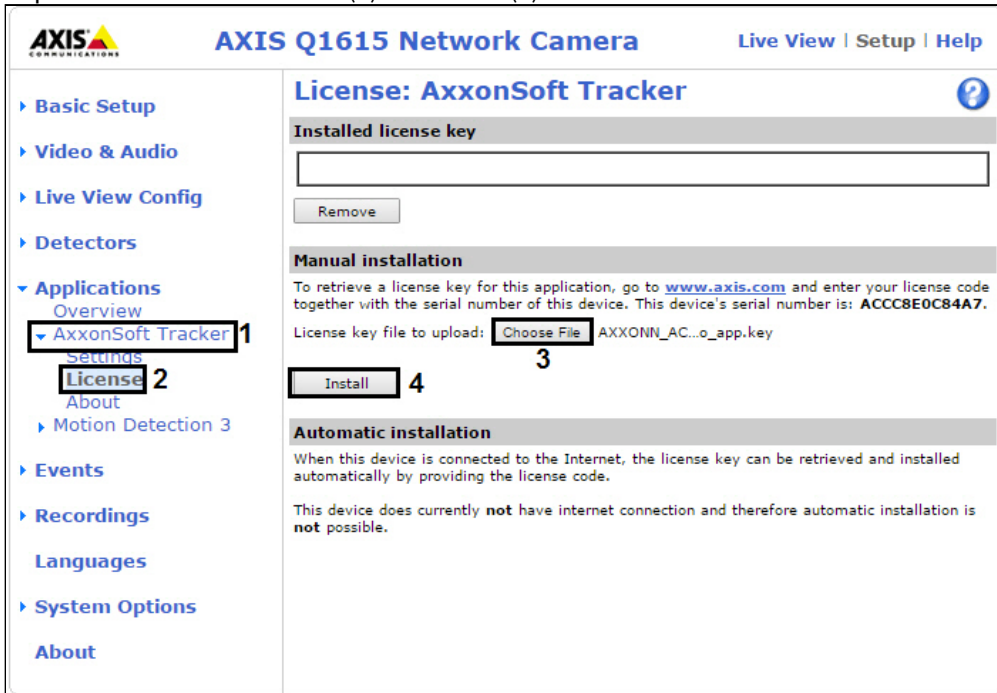 AXIS COMMUNICATIONS
AXIS Q1615 Network Camera
Live View | Setup | Help
Basic Setup
Video & Audio
Live View Config
Detectors
Applications
Overview
AxxonSoft Tracker 1
Settings
License 2
About
Motion Detection 3
Events
Recordings
Languages
System Options
About
License: AxxonSoft Tracker
?
Installed license key
Remove
Manual installation
To retrieve a license key for this application, go to www.axis.com and enter your license code
together with the serial number of this device. This device's serial number is: ACCC8E0C84A7.
License key file to upload: Choose File AXXONN_AC...o_app.key
3
Install 4
Automatic installation
When this device is connected to the Internet, the license key can be retrieved and installed
automatically by providing the license code.
This device does currently not have internet connection and therefore automatic installation is
not possible.